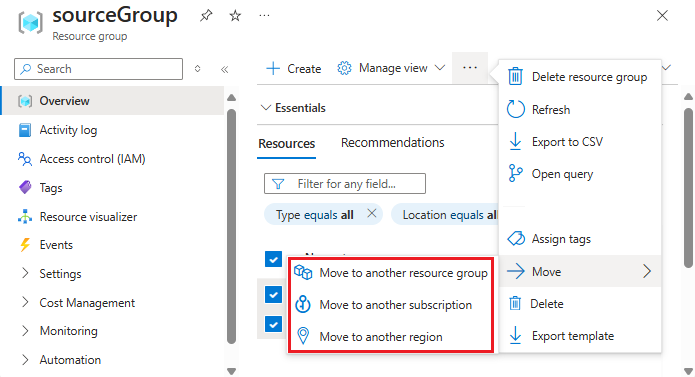 sourceGroup
Resource group
Search
Overview
Activity log
Access control (IAM)
Tags
Resource visualizer
Events
Settings
Cost Management
Monitoring
Automation
Create
Manage view
Essentials
Resources
Recommendations
Filter for any field...
Type equals all
Location equals all
Delete resource group
Refresh
Export to CSV
Open query
Assign tags
Move
Delete
Export template
Move to another resource group
Move to another subscription
Move to another region